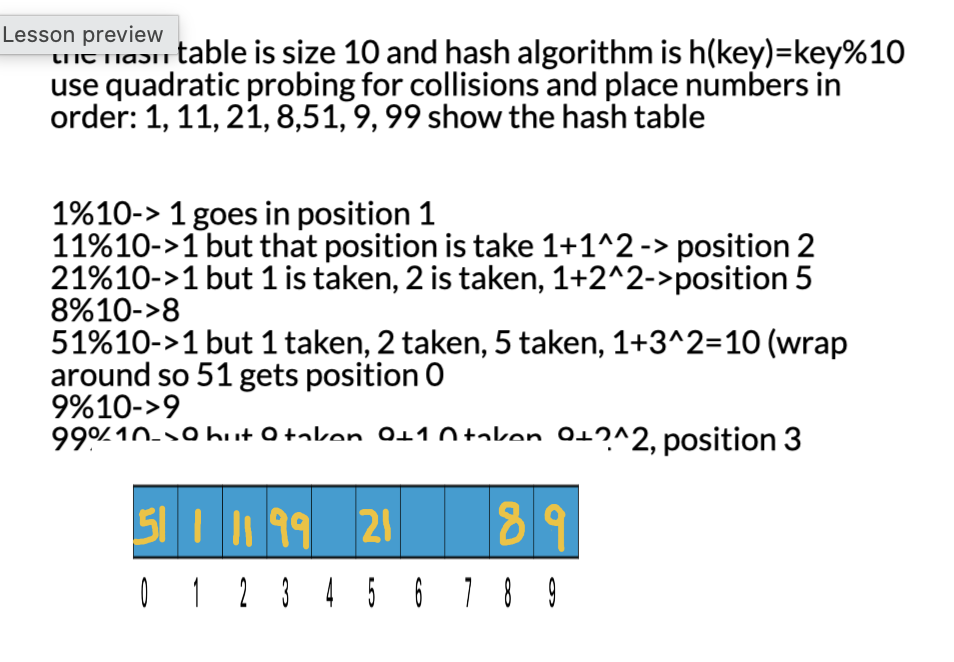 Lesson preview
the hash table is size 10 and hash algorithm is h(key)=key%10
use quadratic probing for collisions and place numbers in
order: 1, 11, 21, 8,51, 9, 99 show the hash table
1%10-> 1 goes in position 1
11%10->1 but that position is take 1+1^2 -> position 2
21%10->1 but 1 is taken, 2 is taken, 1+2^2->position 5
8%10->8
51%10->1 but 1 taken, 2 taken, 5 taken, 1+3^2=10 (wrap
around so 51 gets position 0
9%10->9
99%10->9 but 9 taken, 9+1 0 taken, 9+2^2, position 3
51 1 11 99 21 8 9
0 1 2 3 4 5 6 7 8 9